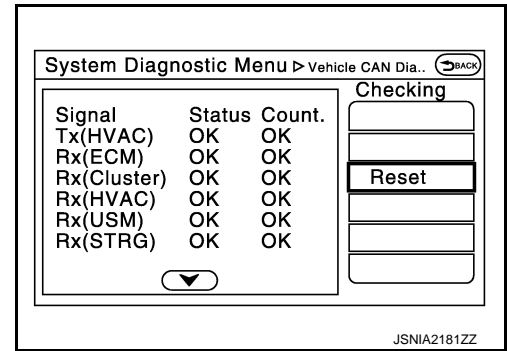 System Diagnostic Menu ▷ Vehicle CAN Dia.. BACK
Checking
Signal Status Count.
Tx(HVAC) OK OK
Rx(ECM) OK OK
Rx(Cluster) OK OK
Rx(HVAC) OK OK
Rx(USM) OK OK
Rx(STRG) OK OK
Reset
JSNIA2181ZZ